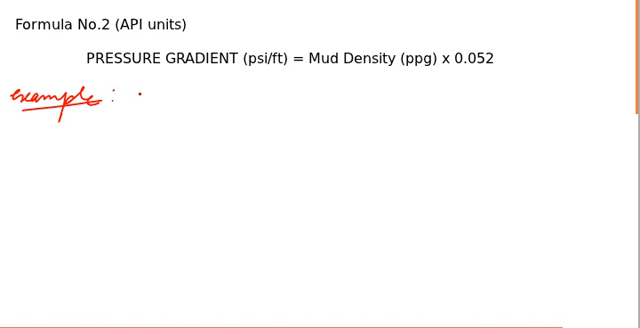 Formula No.2 (API units)
PRESSURE GRADIENT (psi/ft) = Mud Density (ppg) x 0.052
example :